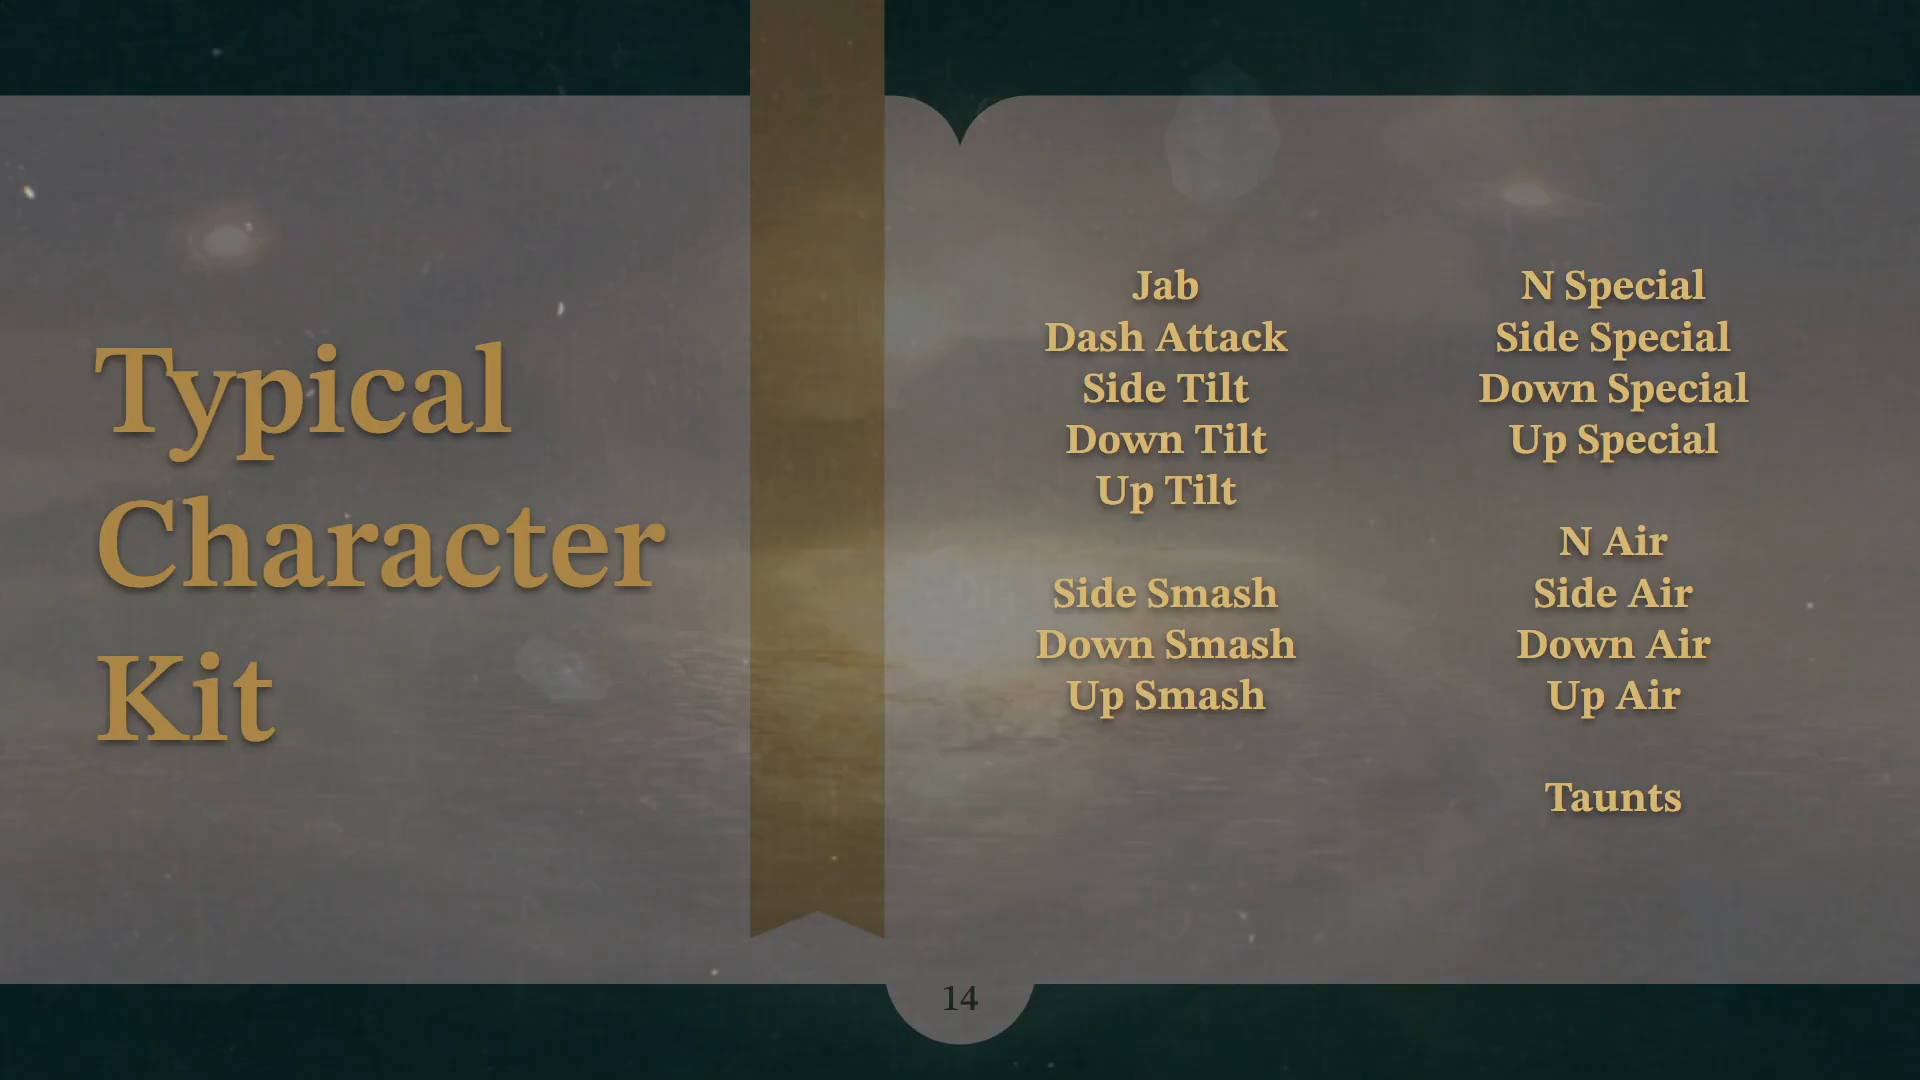 Typical
Character
Kit
Jab
Dash Attack
Side Tilt
Down Tilt
Up Tilt
Side Smash
Down Smash
Up Smash
N Special
Side Special
Down Special
Up Special
N Air
Side Air
Down Air
Up Air
Taunts
14